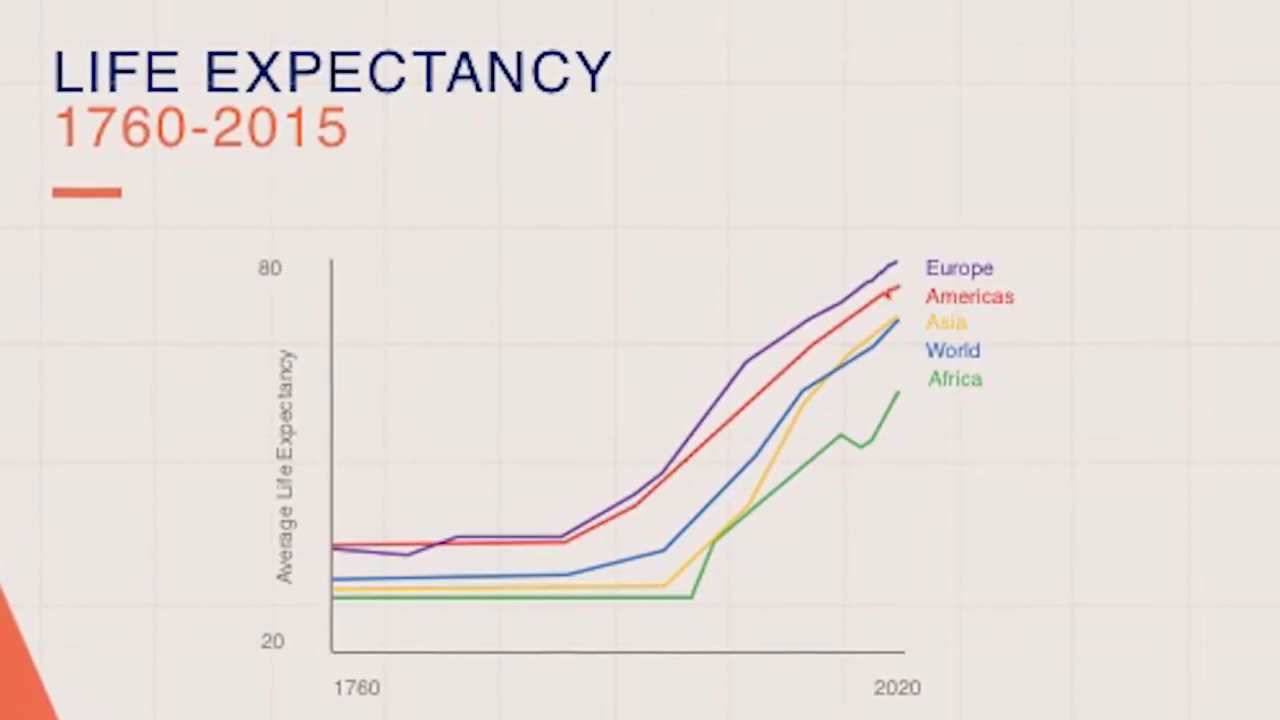 LIFE EXPECTANCY
1760-2015
80
Average Life Expectancy
20
1760
2020
Europe
Americas
Asia
World
Africa